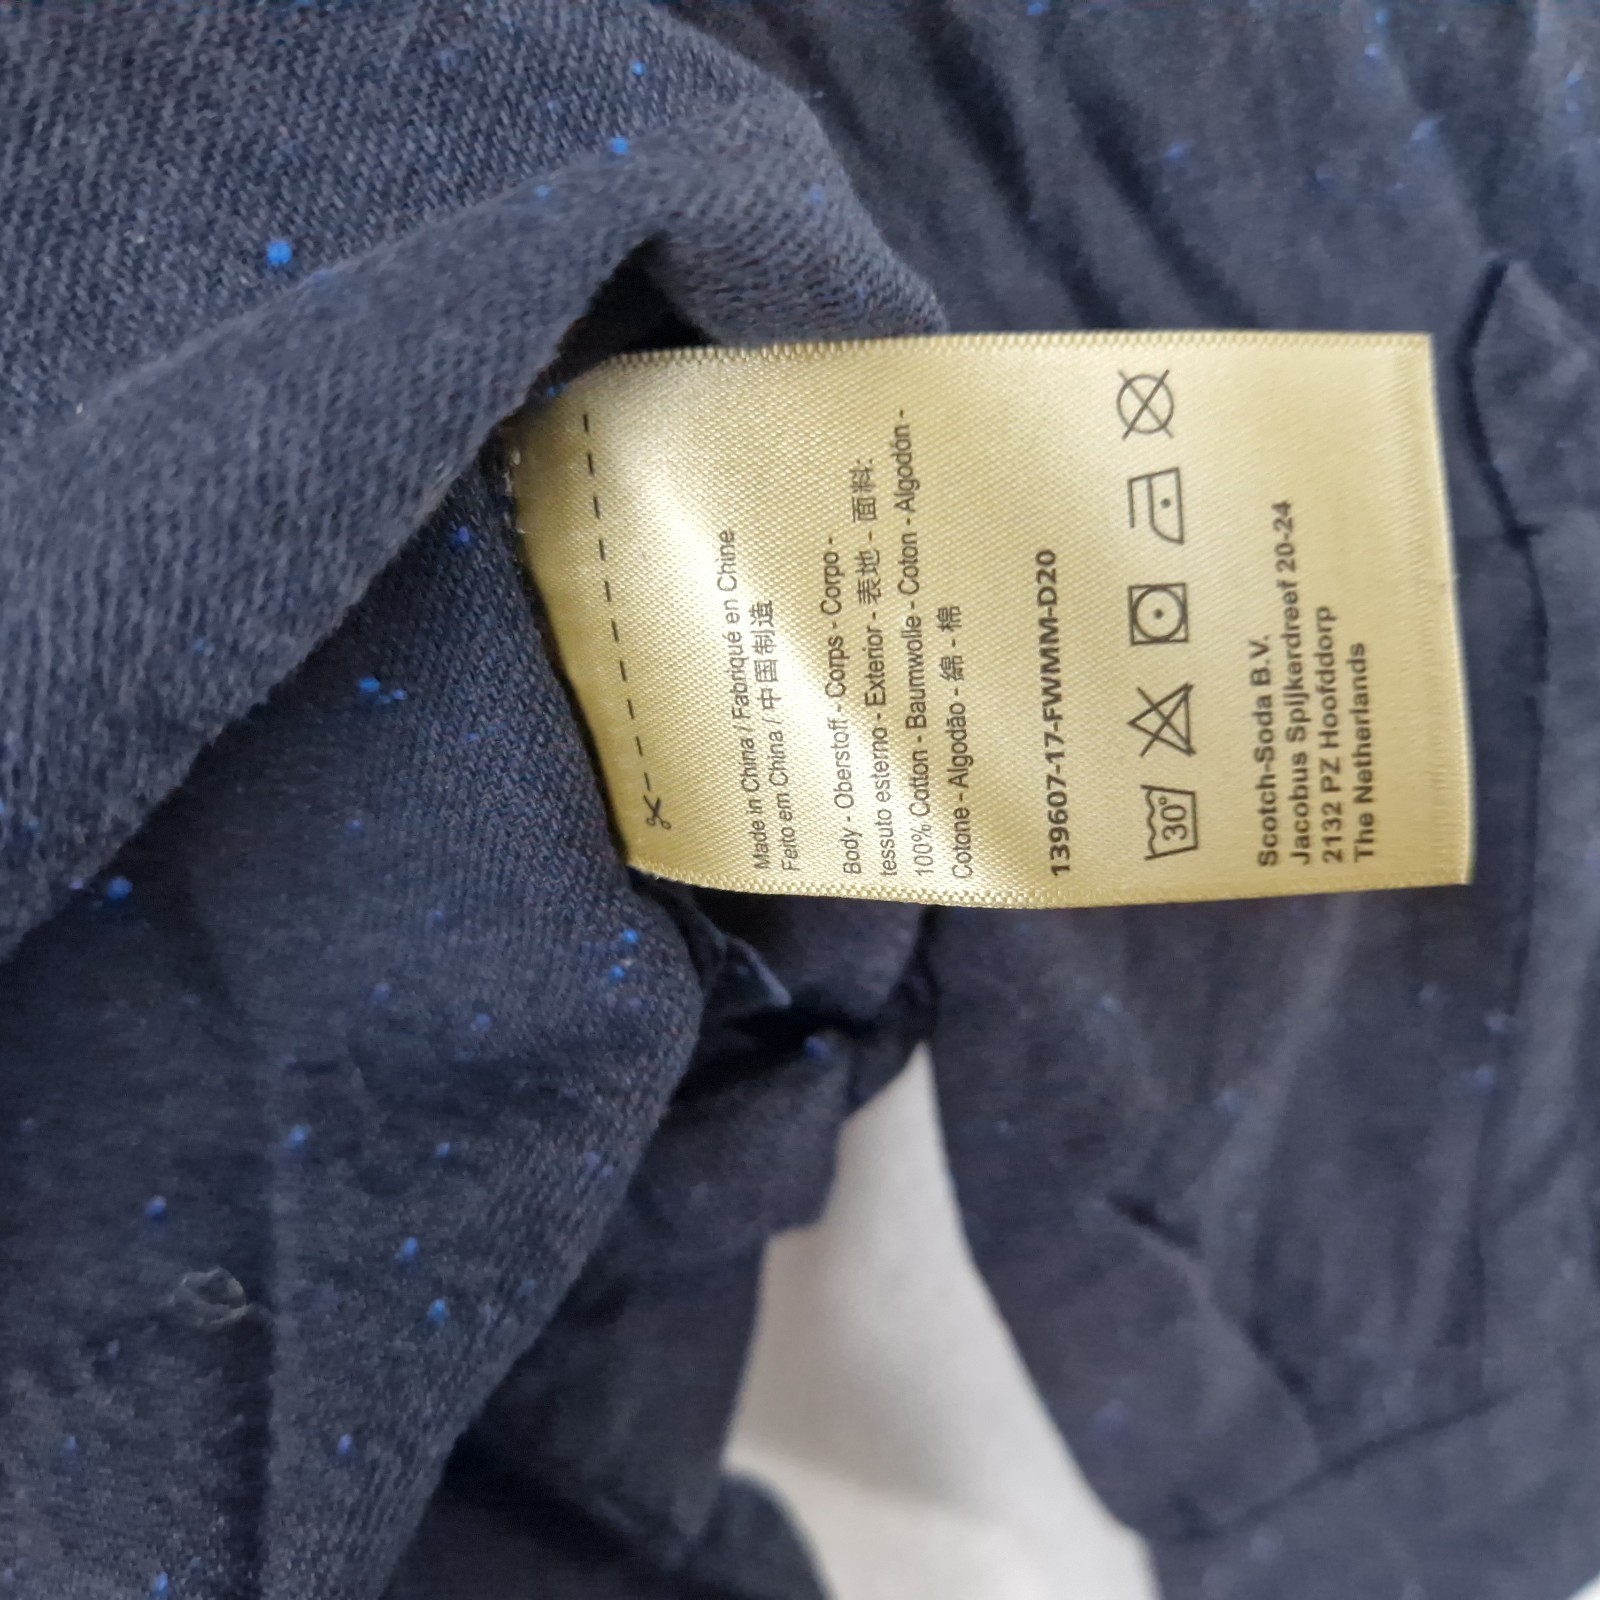 Made in China / Fabriqué en Chine
Feito em China / 中国制造
Body - Oberstoff - Corps - Corpo -
tessuto esterno - Exterior - 表地 - 面料:
100% Cotton - Baumwolle - Coton - Algodón -
Cotone - Algodão - 綿 - 棉
139607-17-FWMM-D20
30°
Scotch-Soda B.V.
Jacobus Spijkerdreef 20-24
2132 PZ Hoofddorp
The Netherlands